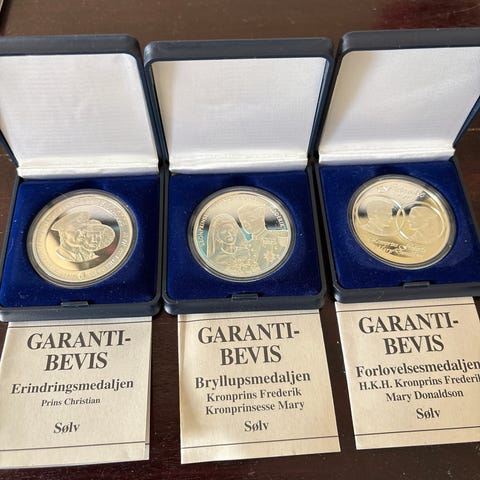 GARANTI-
BEVIS
Erindringsmedaljen
Prins Christian
Sølv
GARANTI-
BEVIS
Bryllupsmedaljen
Kronprins Frederik
Kronprinsesse Mary
Sølv
GARANTI-
BEVIS
Forlovelsesmedaljen
H.K.H. Kronprins Frederik
Mary Donaldson
Sølv